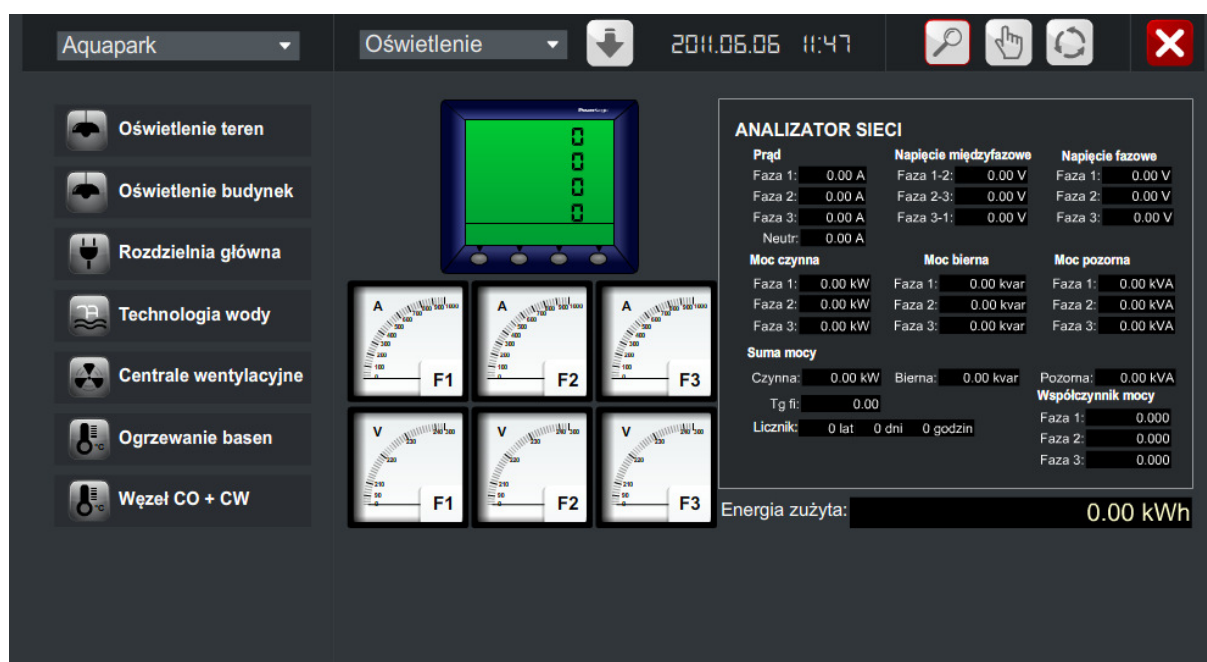 Aquapark
Oświetlenie
2011.06.06 11:47
Oświetlenie teren
Oświetlenie budynek
Rozdzielnia główna
Technologia wody
Centrale wentylacyjne
Ogrzewanie basen
Węzeł CO + CW
PowerLogic
0
0
0
0
A F1
A F2
A F3
V F1
V F2
V F3
ANALIZATOR SIECI
Prąd Napięcie międzyfazowe Napięcie fazowe
Faza 1: 0.00 A Faza 1-2: 0.00 V Faza 1: 0.00 V
Faza 2: 0.00 A Faza 2-3: 0.00 V Faza 2: 0.00 V
Faza 3: 0.00 A Faza 3-1: 0.00 V Faza 3: 0.00 V
Neutr: 0.00 A
Moc czynna Moc bierna Moc pozorna
Faza 1: 0.00 kW Faza 1: 0.00 kvar Faza 1: 0.00 kVA
Faza 2: 0.00 kW Faza 2: 0.00 kvar Faza 2: 0.00 kVA
Faza 3: 0.00 kW Faza 3: 0.00 kvar Faza 3: 0.00 kVA
Suma mocy
Czynna: 0.00 kW Bierna: 0.00 kvar Pozorna: 0.00 kVA
Tg fi: 0.00
Licznik: 0 lat 0 dni 0 godzin
Współczynnik mocy
Faza 1: 0.000
Faza 2: 0.000
Faza 3: 0.000
Energia zużyta: 0.00 kWh